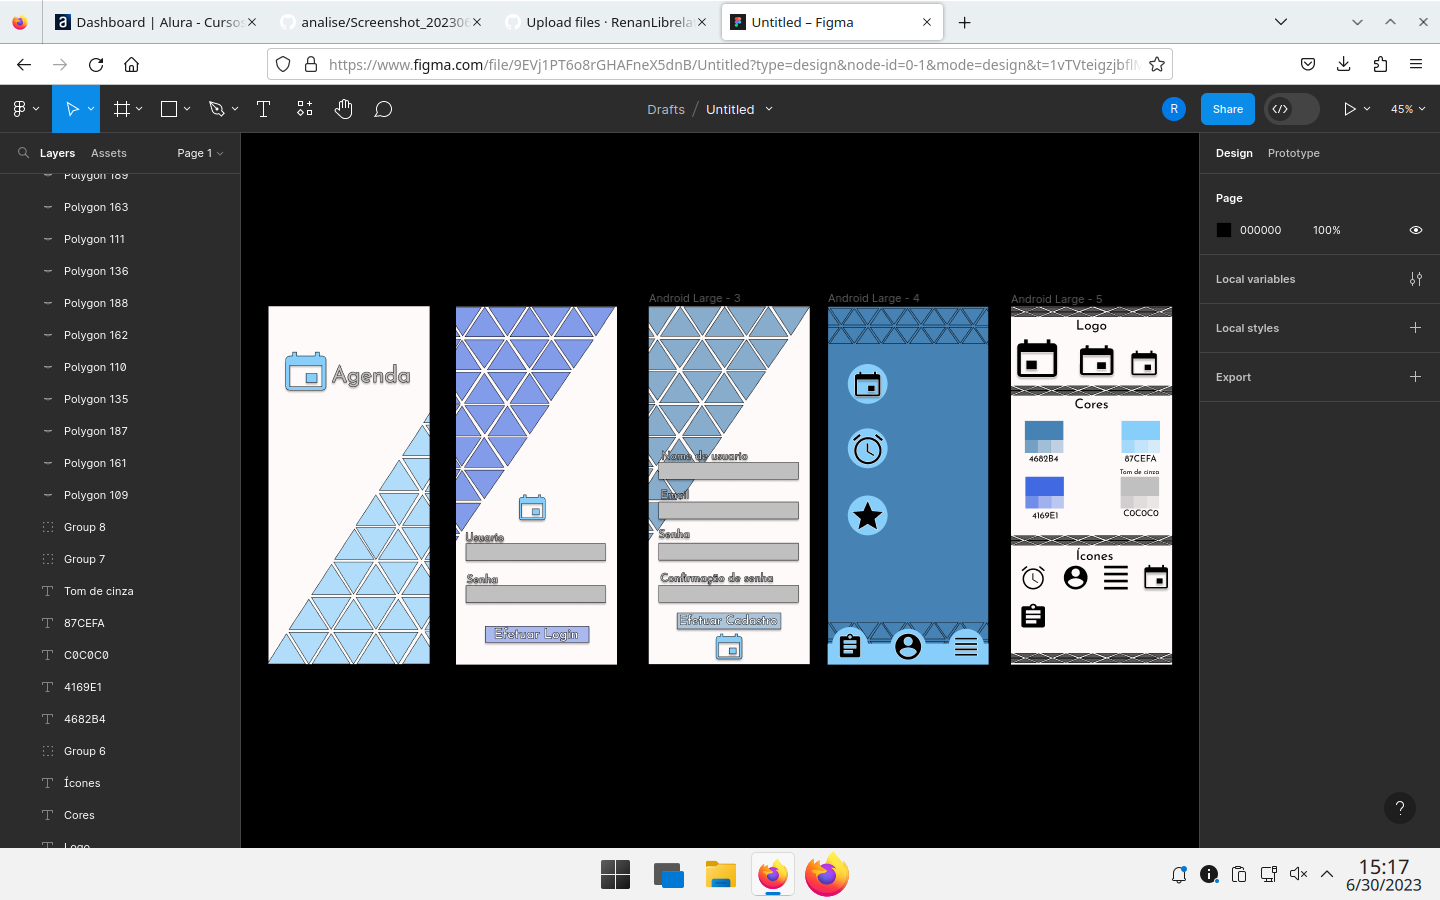 Dashboard | Alura - Cursos
analise/Screenshot_202306
Upload files · RenanLibrela
Untitled – Figma
https://www.figma.com/file/9EVj1PT6o8rGHAFneX5dnB/Untitled?type=design&node-id=0-1&mode=design&t=1vTVteigzjbflM
Drafts / Untitled
R
Share
45%
Layers
Assets
Page 1
Design
Prototype
Polygon 189
Polygon 163
Polygon 111
Polygon 136
Polygon 188
Polygon 162
Polygon 110
Polygon 135
Polygon 187
Polygon 161
Polygon 109
Group 8
Group 7
Tom de cinza
87CEFA
C0C0C0
4169E1
4682B4
Group 6
Ícones
Cores
Logo
Agenda
Usuario
Senha
Efetuar Login
Android Large - 3
Nome de usuario
Email
Senha
Confirmação de senha
Efetuar Cadastro
Android Large - 4
Android Large - 5
Logo
Cores
4682B4
87CEFA
Tom de cinza
4169E1
C0C0C0
Ícones
Page
000000
100%
Local variables
Local styles
Export
?
15:17
6/30/2023